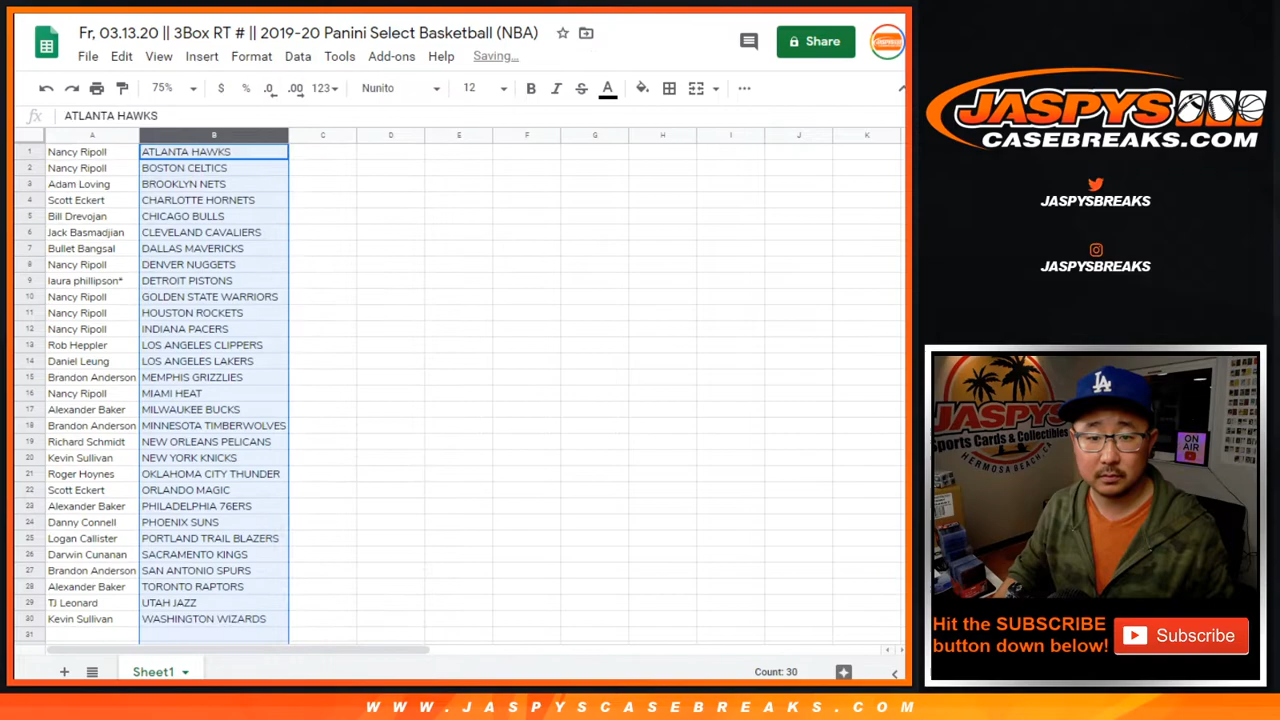 Fr, 03.13.20 || 3Box RT # || 2019-20 Panini Select Basketball (NBA)
File Edit View Insert Format Data Tools Add-ons Help Saving...
Share
75% $ % .0 .00 123 Nunito 12 B I S A
fx ATLANTA HAWKS
A B C D E F G H I J K
1 Nancy Ripoll ATLANTA HAWKS
2 Nancy Ripoll BOSTON CELTICS
3 Adam Loving BROOKLYN NETS
4 Scott Eckert CHARLOTTE HORNETS
5 Bill Drevojan CHICAGO BULLS
6 Jack Basmadjian CLEVELAND CAVALIERS
7 Bullet Bangsal DALLAS MAVERICKS
8 Nancy Ripoll DENVER NUGGETS
9 laura phillipson* DETROIT PISTONS
10 Nancy Ripoll GOLDEN STATE WARRIORS
11 Nancy Ripoll HOUSTON ROCKETS
12 Nancy Ripoll INDIANA PACERS
13 Rob Heppler LOS ANGELES CLIPPERS
14 Daniel Leung LOS ANGELES LAKERS
15 Brandon Anderson MEMPHIS GRIZZLIES
16 Nancy Ripoll MIAMI HEAT
17 Alexander Baker MILWAUKEE BUCKS
18 Brandon Anderson MINNESOTA TIMBERWOLVES
19 Richard Schmidt NEW ORLEANS PELICANS
20 Kevin Sullivan NEW YORK KNICKS
21 Roger Hoynes OKLAHOMA CITY THUNDER
22 Scott Eckert ORLANDO MAGIC
23 Alexander Baker PHILADELPHIA 76ERS
24 Danny Connell PHOENIX SUNS
25 Logan Callister PORTLAND TRAIL BLAZERS
26 Darwin Cunanan SACRAMENTO KINGS
27 Brandon Anderson SAN ANTONIO SPURS
28 Alexander Baker TORONTO RAPTORS
29 TJ Leonard UTAH JAZZ
30 Kevin Sullivan WASHINGTON WIZARDS
31
Sheet1
Count: 30
JASPYS
CASEBREAKS.COM
JASPYSBREAKS
JASPYSBREAKS
JASPYS
Sports Cards & Collectibles
HERMOSA BEACH, CA
LA
ON
AIR
Hit the SUBSCRIBE
button down below!
Subscribe
WWW.JASPYSCASEBREAKS.COM